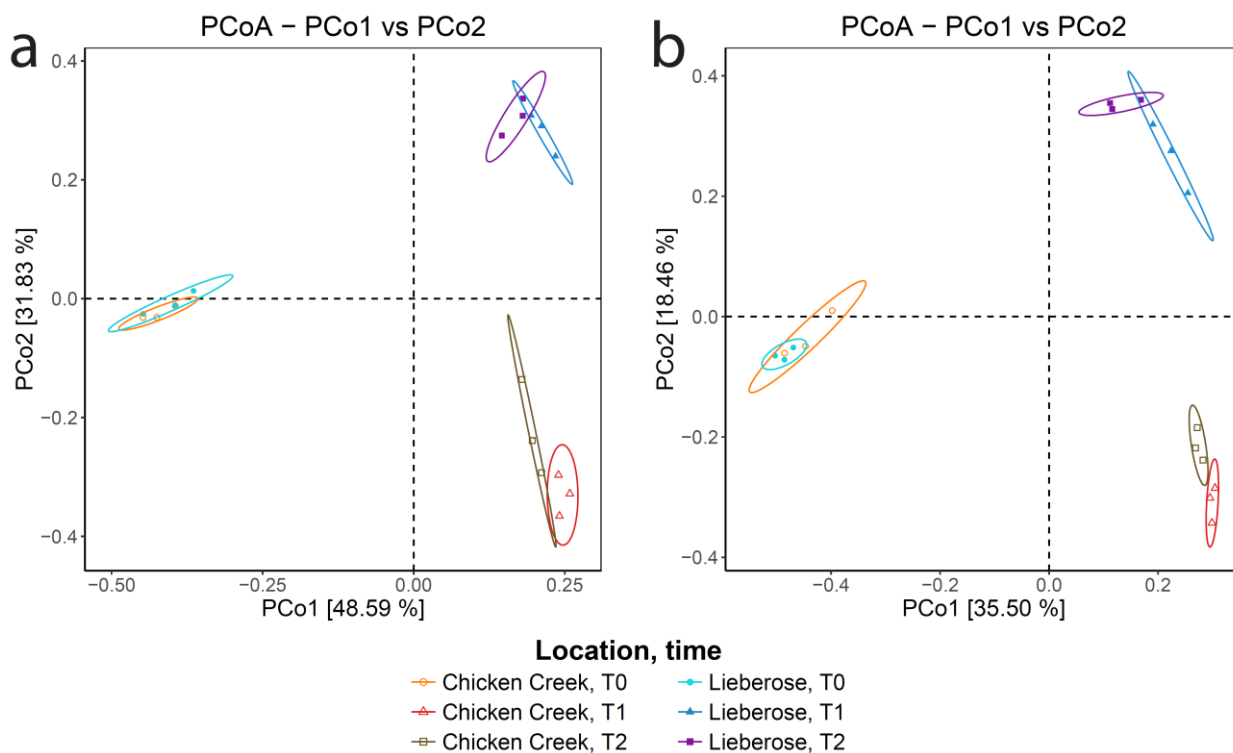 a
PCoA − PCo1 vs PCo2
0.4
0.2
0.0
−0.2
−0.4
PCo2 [31.83 %]
−0.50
−0.25
0.00
0.25
PCo1 [48.59 %]
b
PCoA − PCo1 vs PCo2
0.4
0.2
0.0
−0.2
−0.4
PCo2 [18.46 %]
−0.4
−0.2
0.0
0.2
PCo1 [35.50 %]
Location, time
Chicken Creek, T0
Chicken Creek, T1
Chicken Creek, T2
Lieberose, T0
Lieberose, T1
Lieberose, T2